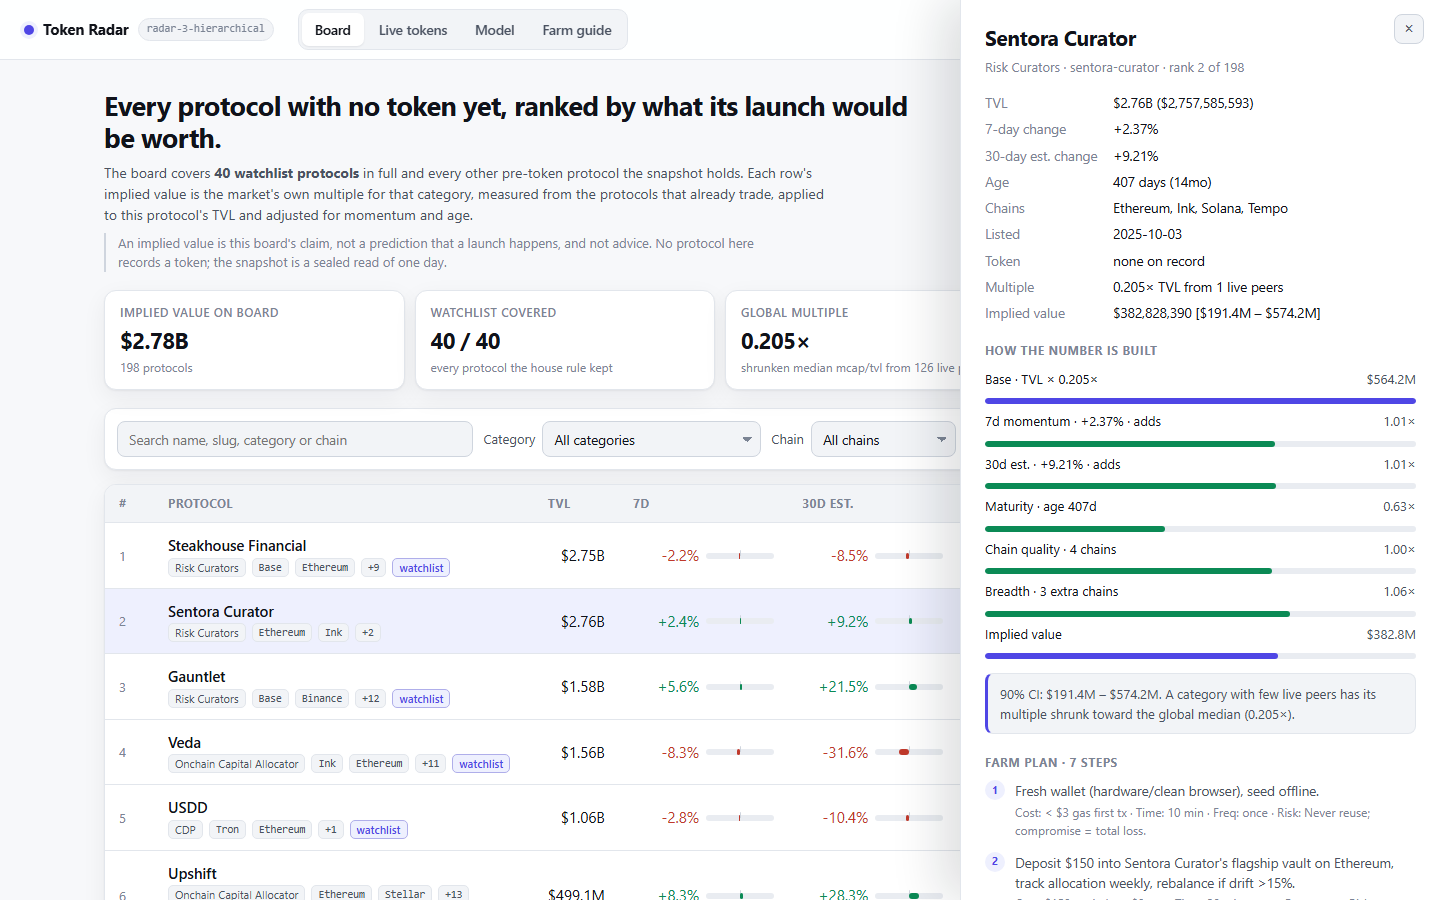 Token Radar
radar-3-hierarchical
Board
Live tokens
Model
Farm guide
Every protocol with no token yet, ranked by what its launch would
be worth.
The board covers 40 watchlist protocols in full and every other pre-token protocol the snapshot holds. Each row's
implied value is the market's own multiple for that category, measured from the protocols that already trade, applied
to this protocol's TVL and adjusted for momentum and age.
An implied value is this board's claim, not a prediction that a launch happens, and not advice. No protocol here
records a token; the snapshot is a sealed read of one day.
IMPLIED VALUE ON BOARD
$2.78B
198 protocols
WATCHLIST COVERED
40 / 40
every protocol the house rule kept
GLOBAL MULTIPLE
0.205×
shrunken median mcap/tvl from 126 live
Search name, slug, category or chain
Category
All categories
Chain
All chains
# PROTOCOL TVL 7D 30D EST.
1 Steakhouse Financial $2.75B -2.2% -8.5%
Risk Curators Base Ethereum +9 watchlist
2 Sentora Curator $2.76B +2.4% +9.2%
Risk Curators Ethereum Ink +2
3 Gauntlet $1.58B +5.6% +21.5%
Risk Curators Base Binance +12 watchlist
4 Veda $1.56B -8.3% -31.6%
Onchain Capital Allocator Ink Ethereum +11 watchlist
5 USDD $1.06B -2.8% -10.4%
CDP Tron Ethereum +1 watchlist
6 Upshift $499.1M +8.3% +28.3%
Onchain Capital Allocator Ethereum Stellar +13
Sentora Curator
×
Risk Curators · sentora-curator · rank 2 of 198
TVL $2.76B ($2,757,585,593)
7-day change +2.37%
30-day est. change +9.21%
Age 407 days (14mo)
Chains Ethereum, Ink, Solana, Tempo
Listed 2025-10-03
Token none on record
Multiple 0.205× TVL from 1 live peers
Implied value $382,828,390 [$191.4M – $574.2M]
HOW THE NUMBER IS BUILT
Base · TVL × 0.205× $564.2M
7d momentum · +2.37% · adds 1.01×
30d est. · +9.21% · adds 1.01×
Maturity · age 407d 0.63×
Chain quality · 4 chains 1.00×
Breadth · 3 extra chains 1.06×
Implied value $382.8M
90% CI: $191.4M – $574.2M. A category with few live peers has its
multiple shrunk toward the global median (0.205×).
FARM PLAN · 7 STEPS
1 Fresh wallet (hardware/clean browser), seed offline.
Cost: < $3 gas first tx · Time: 10 min · Freq: once · Risk: Never reuse;
compromise = total loss.
2 Deposit $150 into Sentora Curator's flagship vault on Ethereum,
track allocation weekly, rebalance if drift >15%.